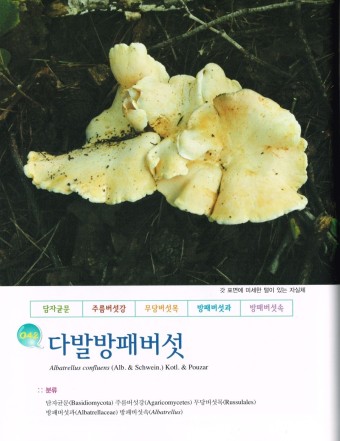 갓 표면에 미세한 털이 있는 자실체
담자균문 주름버섯강 무당버섯목 방패버섯과 방패버섯속
다발방패버섯
Albatrellus confluens (Alb. & Schwein.) Kotl. & Pouzar
:: 분류
담자균문(Basidiomycota) 주름버섯강(Agaricomycetes) 무당버섯목(Russulales)
방패버섯과(Albatrellaceae) 방패버섯속(Albatrellus)